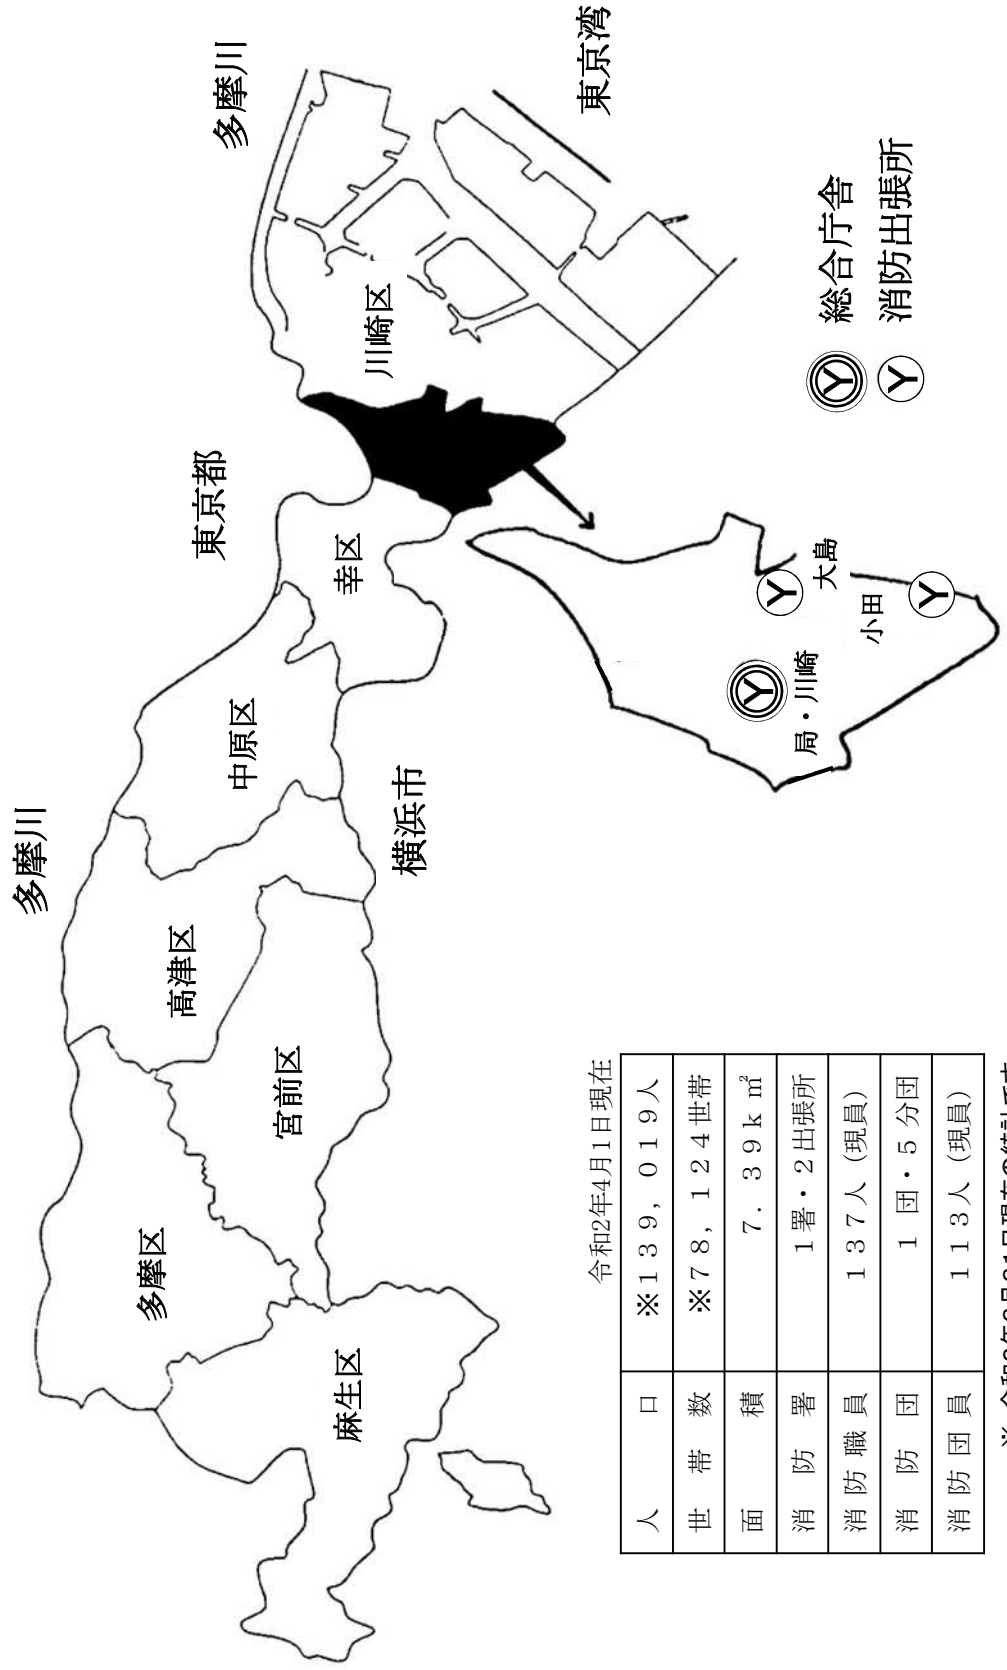 多摩川
多摩川
東京都
東京湾
川崎区
幸区
中原区
高津区
宮前区
多摩区
麻生区
横浜市
総合庁舎
消防出張所
大島
小田
局・川崎
令和2年4月1日現在
人口 ※139,019人
世帯数 ※78,124世帯
面積 7.39k㎡
消防署 1署・2出張所
消防職員 137人(現員)
消防団 1団・5分団
消防団員 113人(現員)